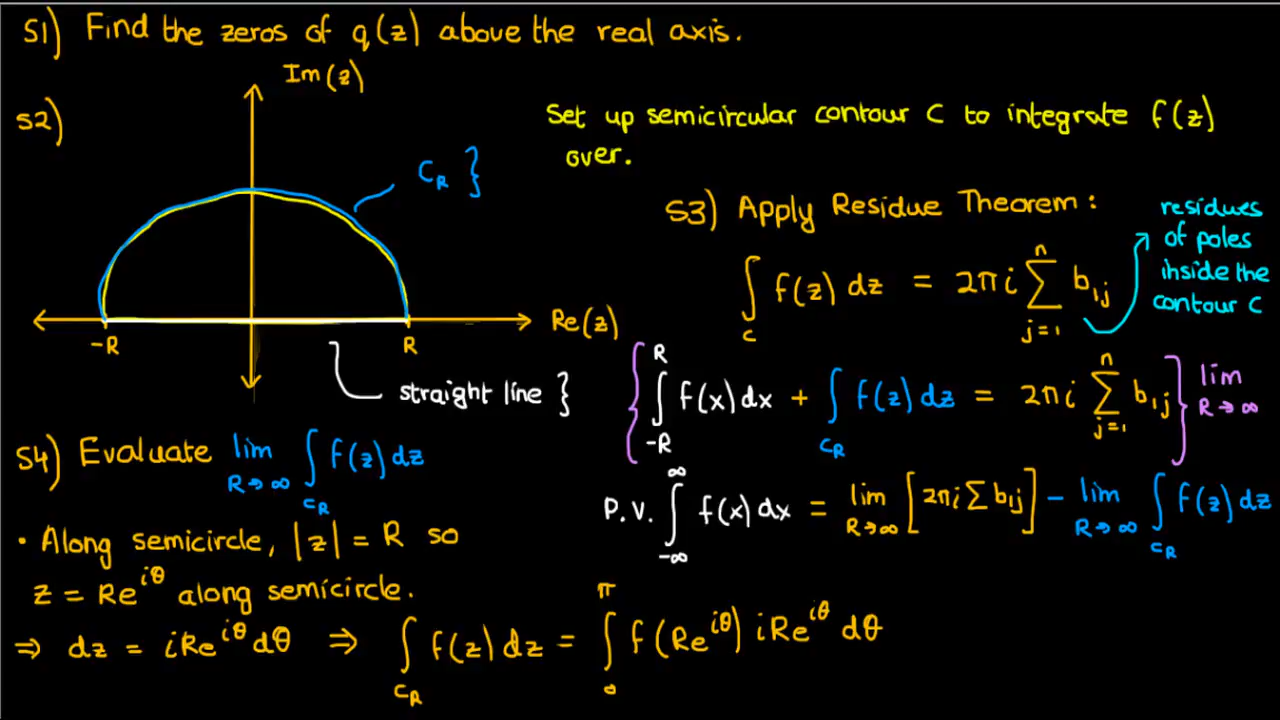 S1) Find the zeros of q(z) above the real axis.
S2)
Im(z)
C_R }
-R
R
Re(z)
straight line }
Set up semicircular contour C to integrate f(z)
over.
S3) Apply Residue Theorem:
∫_C f(z) dz = 2πi ∑_{j=1}^{n} b_{1j}
residues
of poles
inside the
contour C
{ ∫_{-R}^{R} f(x) dx + ∫_{C_R} f(z) dz = 2πi ∑_{j=1}^{n} b_{1j} } lim_{R→∞}
P.V. ∫_{-∞}^{∞} f(x) dx = lim_{R→∞} [2πi ∑ b_{1j}] - lim_{R→∞} ∫_{C_R} f(z) dz
S4) Evaluate lim_{R→∞} ∫_{C_R} f(z) dz
• Along semicircle, |z| = R so
z = Re^{iθ} along semicircle.
⇒ dz = iRe^{iθ} dθ ⇒ ∫_{C_R} f(z) dz = ∫_0^π f(Re^{iθ}) iRe^{iθ} dθ